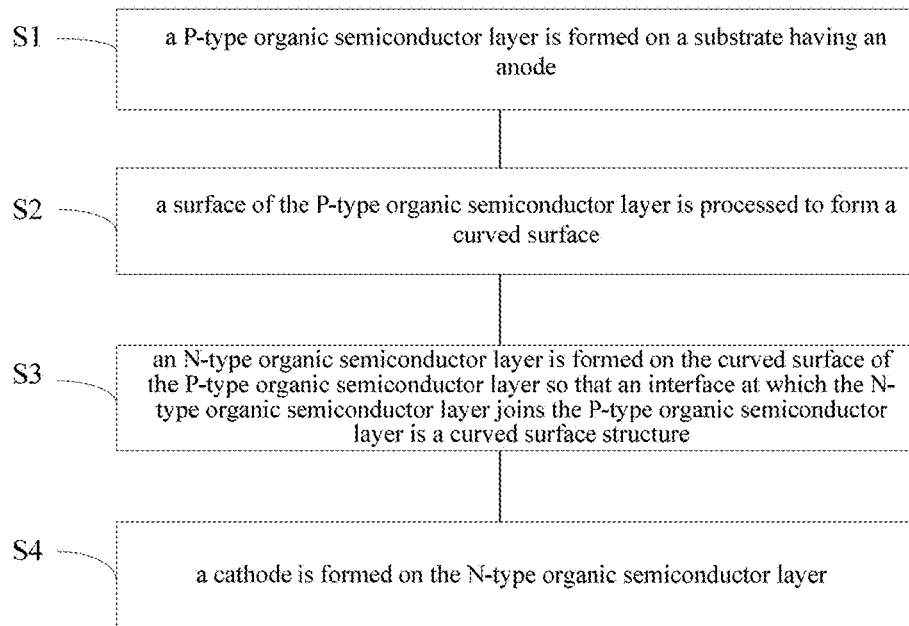 S1
a P-type organic semiconductor layer is formed on a substrate having an
anode
S2
a surface of the P-type organic semiconductor layer is processed to form a
curved surface
S3
an N-type organic semiconductor layer is formed on the curved surface of
the P-type organic semiconductor layer so that an interface at which the N-
type organic semiconductor layer joins the P-type organic semiconductor
layer is a curved surface structure
S4
a cathode is formed on the N-type organic semiconductor layer